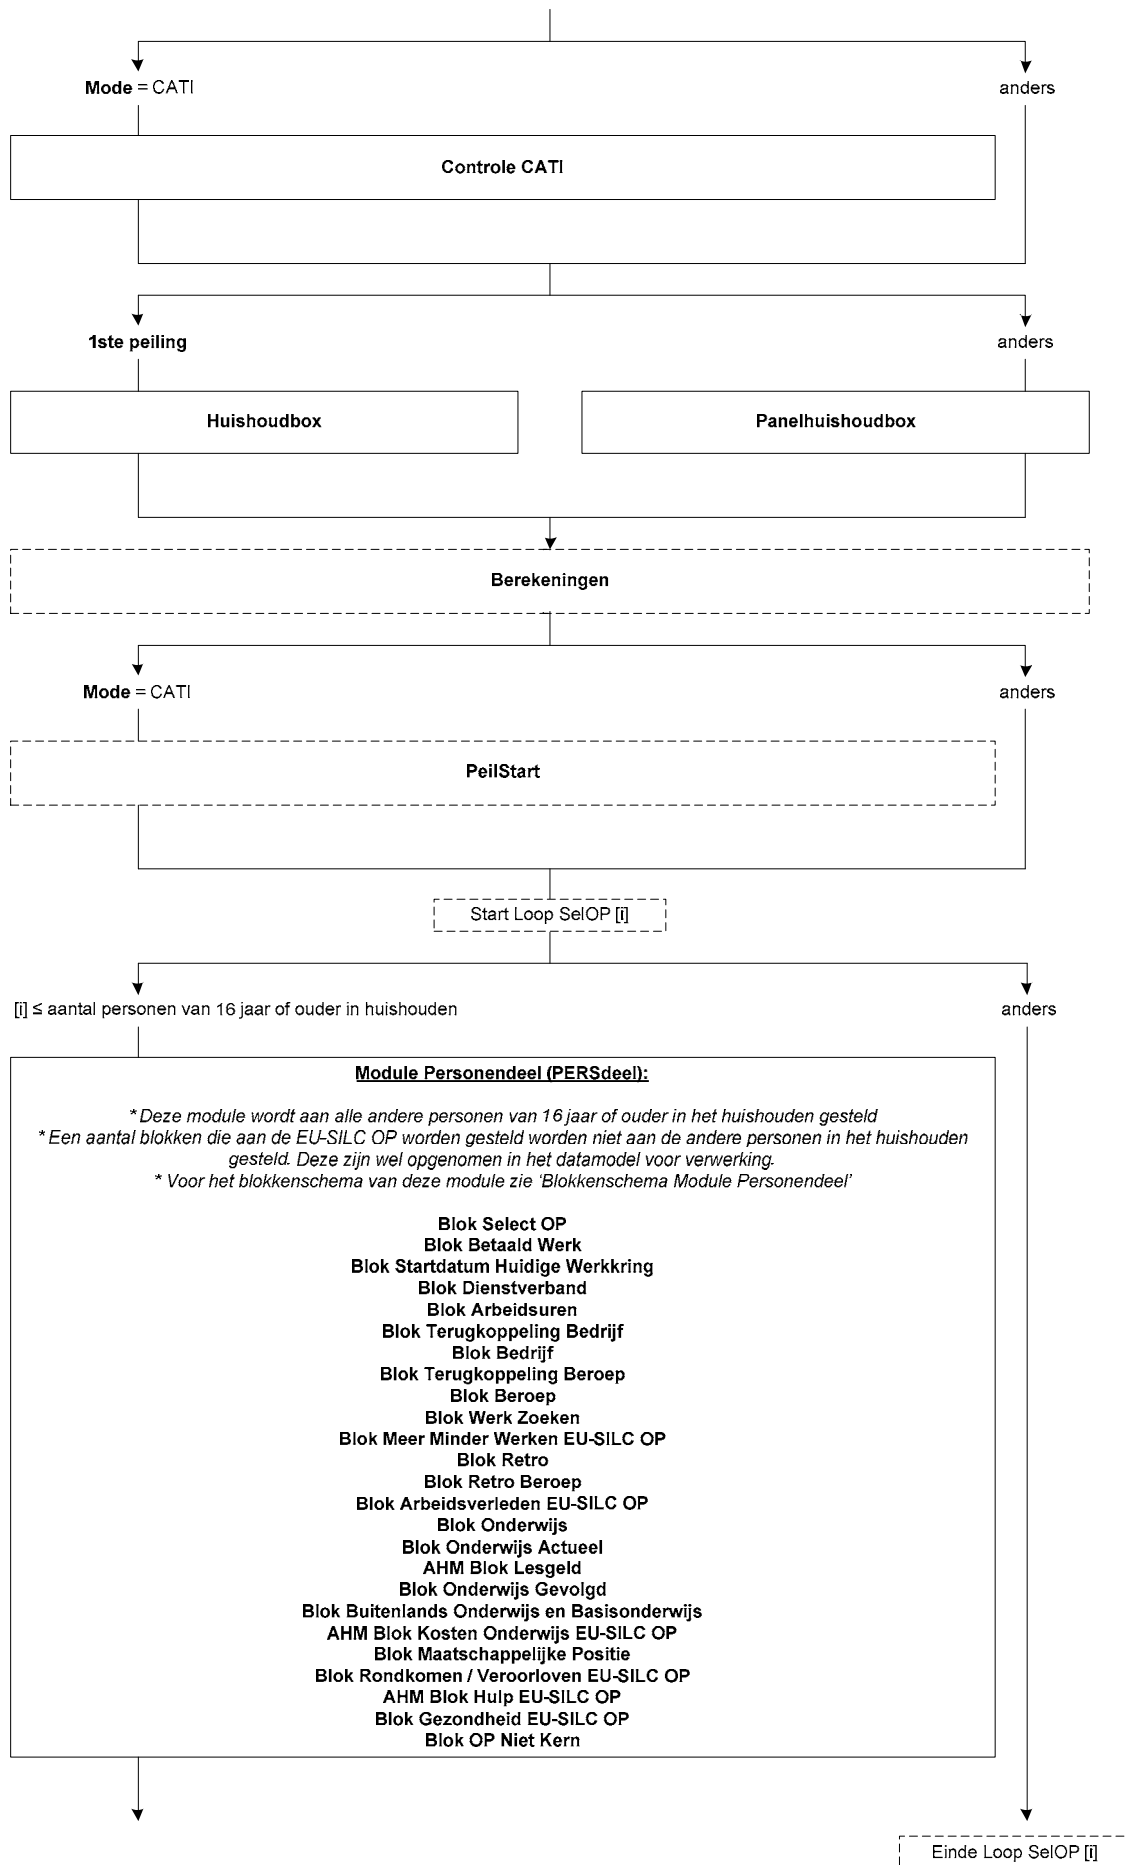 Mode = CATI
anders
Controle CATI
1ste peiling
anders
Huishoudbox
Panelhuishoudbox
Berekeningen
Mode = CATI
anders
PeilStart
Start Loop SelOP [i]
[i] ≤ aantal personen van 16 jaar of ouder in huishouden
anders
Module Personendeel (PERSdeel):
* Deze module wordt aan alle andere personen van 16 jaar of ouder in het huishouden gesteld
* Een aantal blokken die aan de EU-SILC OP worden gesteld worden niet aan de andere personen in het huishouden
gesteld. Deze zijn wel opgenomen in het datamodel voor verwerking.
* Voor het blokkenschema van deze module zie ‘Blokkenschema Module Personendeel’
Blok Select OP
Blok Betaald Werk
Blok Startdatum Huidige Werkkring
Blok Dienstverband
Blok Arbeidsuren
Blok Terugkoppeling Bedrijf
Blok Bedrijf
Blok Terugkoppeling Beroep
Blok Beroep
Blok Werk Zoeken
Blok Meer Minder Werken EU-SILC OP
Blok Retro
Blok Retro Beroep
Blok Arbeidsverleden EU-SILC OP
Blok Onderwijs
Blok Onderwijs Actueel
AHM Blok Lesgeld
Blok Onderwijs Gevolgd
Blok Buitenlands Onderwijs en Basisonderwijs
AHM Blok Kosten Onderwijs EU-SILC OP
Blok Maatschappelijke Positie
Blok Rondkomen / Veroorloven EU-SILC OP
AHM Blok Hulp EU-SILC OP
Blok Gezondheid EU-SILC OP
Blok OP Niet Kern
Einde Loop SelOP [i]